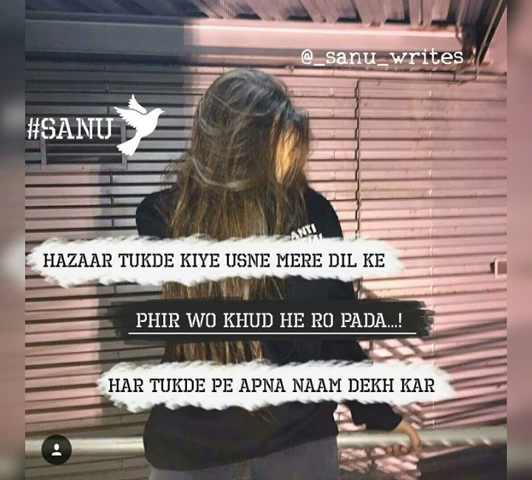 @_sanu_writes
#SANU
ANTI
HAZAAR TUKDE KIYE USNE MERE DIL KE
PHIR WO KHUD HE RO PADA...!
HAR TUKDE PE APNA NAAM DEKH KAR